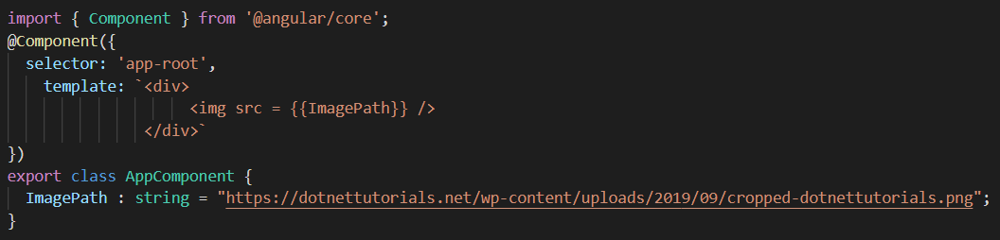 import { Component } from '@angular/core';
@Component({
  selector: 'app-root',
    template: `<div>
                    <img src = {{ImagePath}} />
               </div>`
})
export class AppComponent {
  ImagePath : string = "https://dotnettutorials.net/wp-content/uploads/2019/09/cropped-dotnettutorials.png";
}